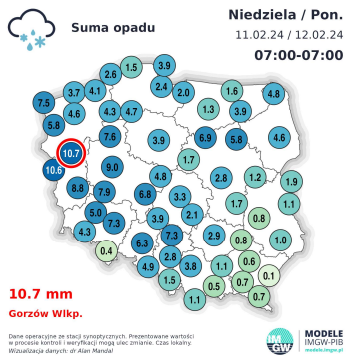 Suma opadu
Niedziela / Pon.
11.02.24 / 12.02.24
07:00-07:00
2.6 1.5 3.9
7.5 3.7 4.1 2.4 2.0 1.6 4.8
5.8 4.6 4.3 4.7 1.3 3.9
7.6 3.9 6.9 5.8 4.6
10.7
10.6 9.0 1.7
8.8 7.9 4.8 2.8 1.2 1.9
6.8 3.9
5.0 7.3 3.3 2.1 1.7 0.8 1.1
4.3 6.3 7.3 2.9 0.8 1.0
0.4 4.9 2.8 3.8 1.1 0.6 0.1
1.5 0.5 0.7
1.1 0.7
10.7 mm
Gorzów Wlkp.
Dane operacyjne ze stacji synoptycznych. Prezentowane wartości
w procesie kontroli i weryfikacji mogą ulec zmianie. Czas lokalny.
Wizualizacja danych: dr Alan Mandal
IM
GW
MODELE
IMGW-PIB
modele.imgw.pl